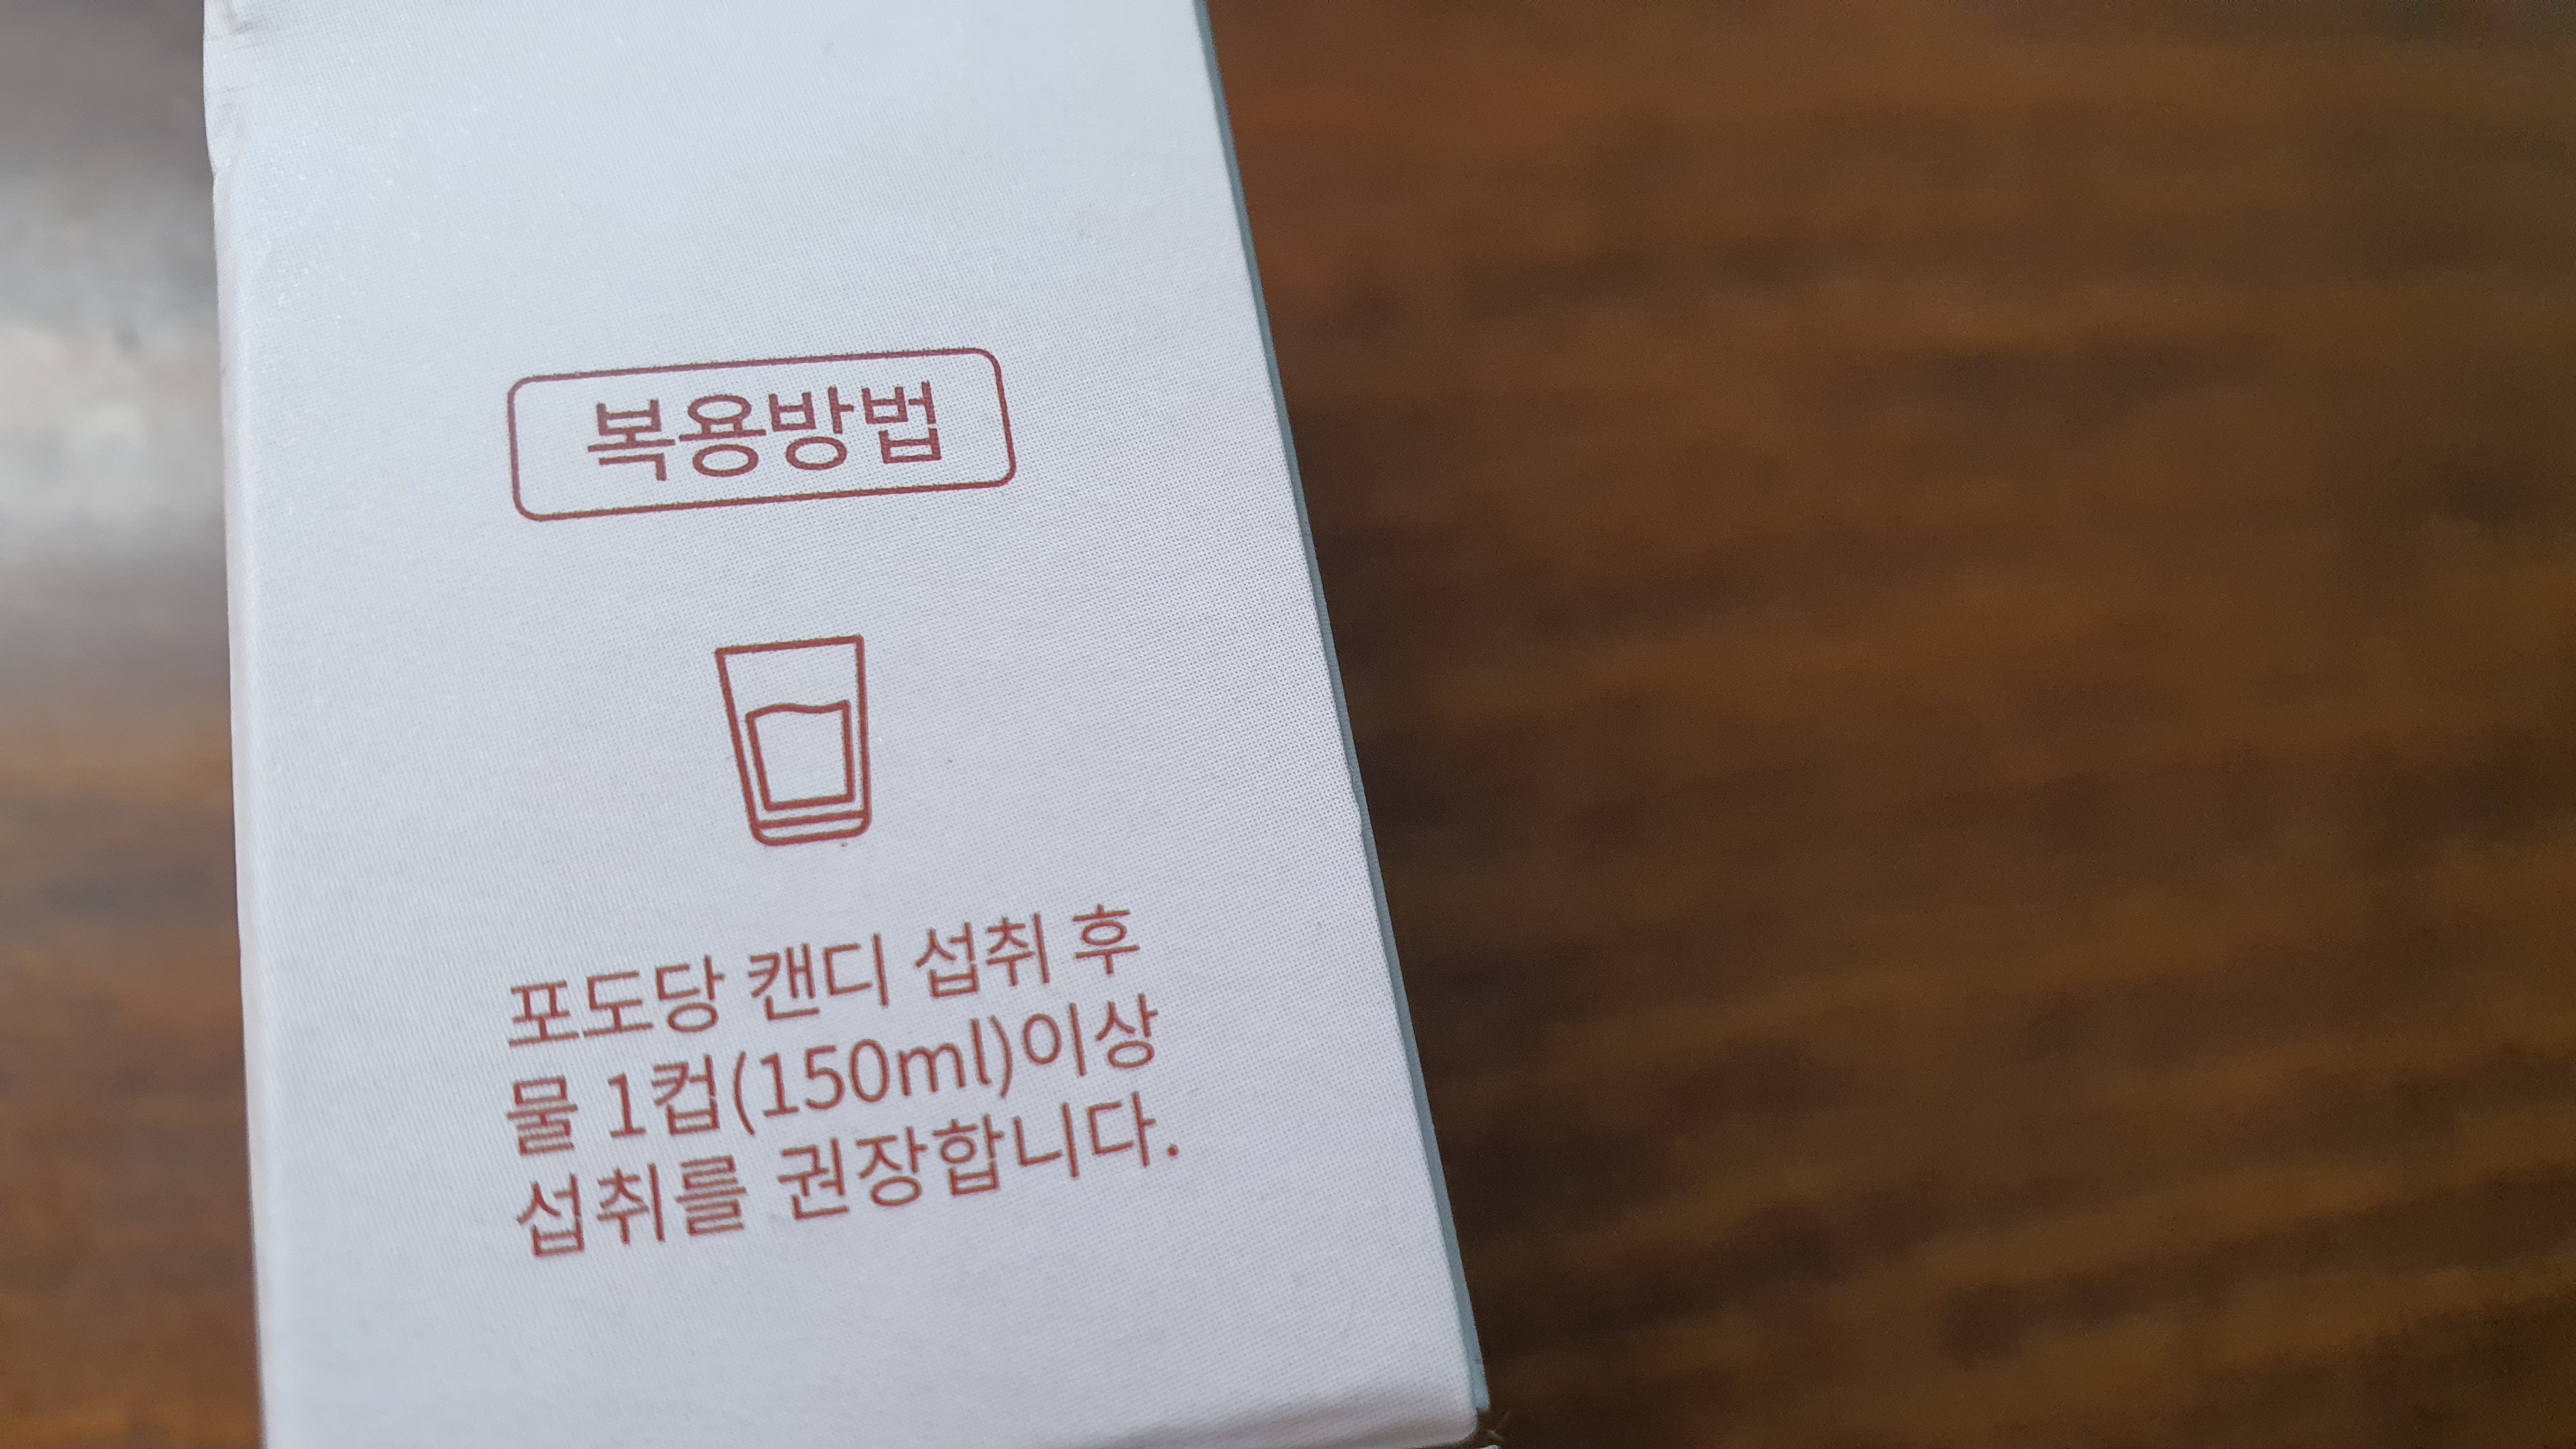 복용방법
포도당 캔디 섭취 후
물 1컵(150ml)이상
섭취를 권장합니다.